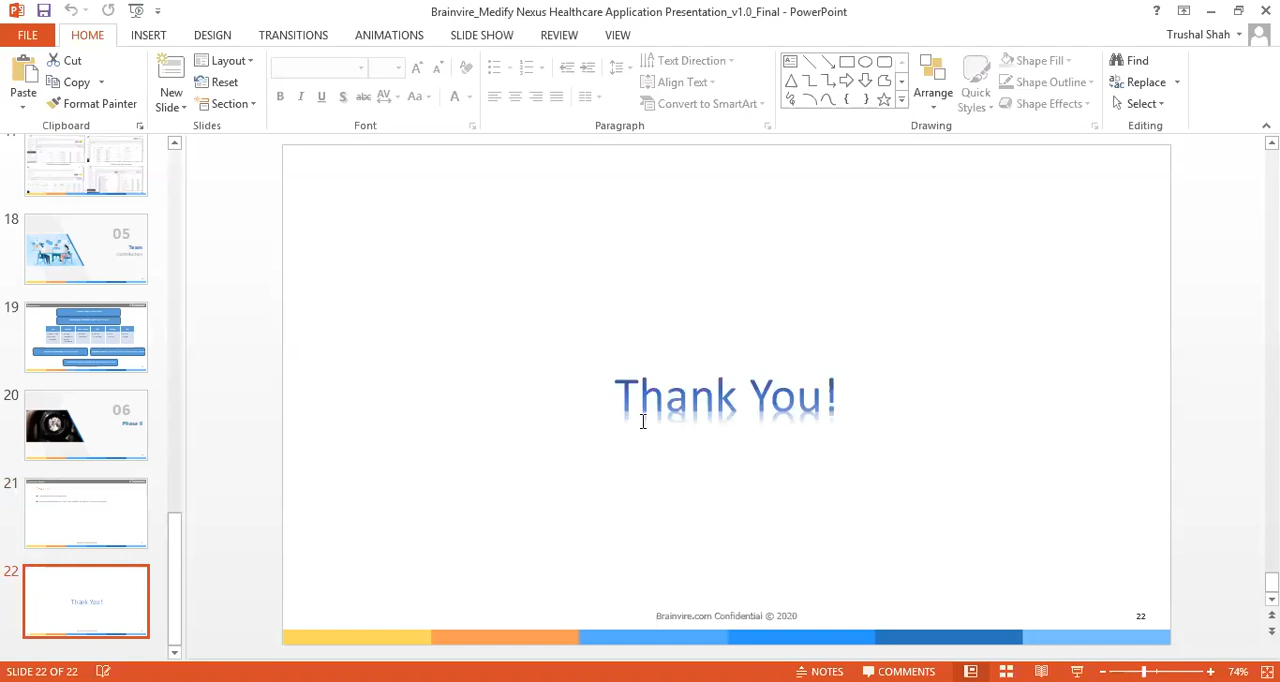 Brainvire_Medify Nexus Healthcare Application Presentation_v1.0_Final - PowerPoint
FILE HOME INSERT DESIGN TRANSITIONS ANIMATIONS SLIDE SHOW REVIEW VIEW Trushal Shah
Paste Cut Copy Format Painter
Clipboard
New Slide Layout Reset Section
Slides
B I U S abc AV Aa A
Font
Text Direction Align Text Convert to SmartArt
Paragraph
Arrange Quick Styles Shape Fill Shape Outline Shape Effects
Drawing
Find Replace Select
Editing
18
05
Team
19
20
06
Phase II
21
22
Thank You!
Thank You!
Brainvire.com Confidential © 2020
22
SLIDE 22 OF 22 NOTES COMMENTS 74%